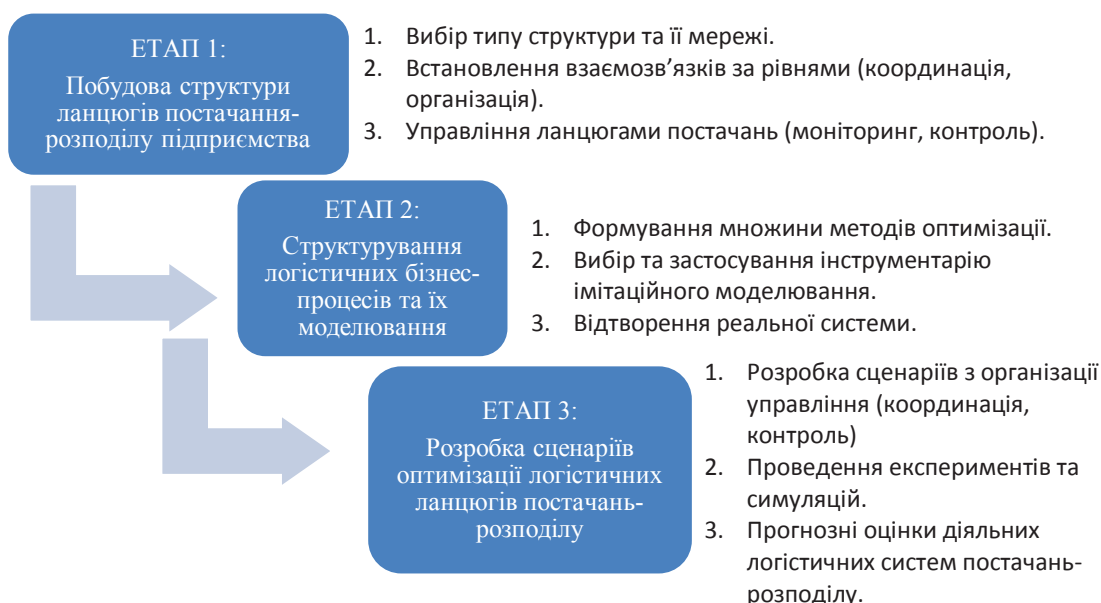 ЕТАП 1:
Побудова структури
ланцюгів постачання-
розподілу підприємства
1. Вибір типу структури та її мережі.
2. Встановлення взаємозв’язків за рівнями (координація,
організація).
3. Управління ланцюгами постачань (моніторинг, контроль).
ЕТАП 2:
Структурування
логістичних бізнес-
процесів та їх
моделювання
1. Формування множини методів оптимізації.
2. Вибір та застосування інструментарію
імітаційного моделювання.
3. Відтворення реальної системи.
ЕТАП 3:
Розробка сценаріїв
оптимізації логістичних
ланцюгів постачань-
розподілу
1. Розробка сценаріїв з організації
управління (координація,
контроль)
2. Проведення експериментів та
симуляцій.
3. Прогнозні оцінки діяльних
логістичних систем постачань-
розподілу.